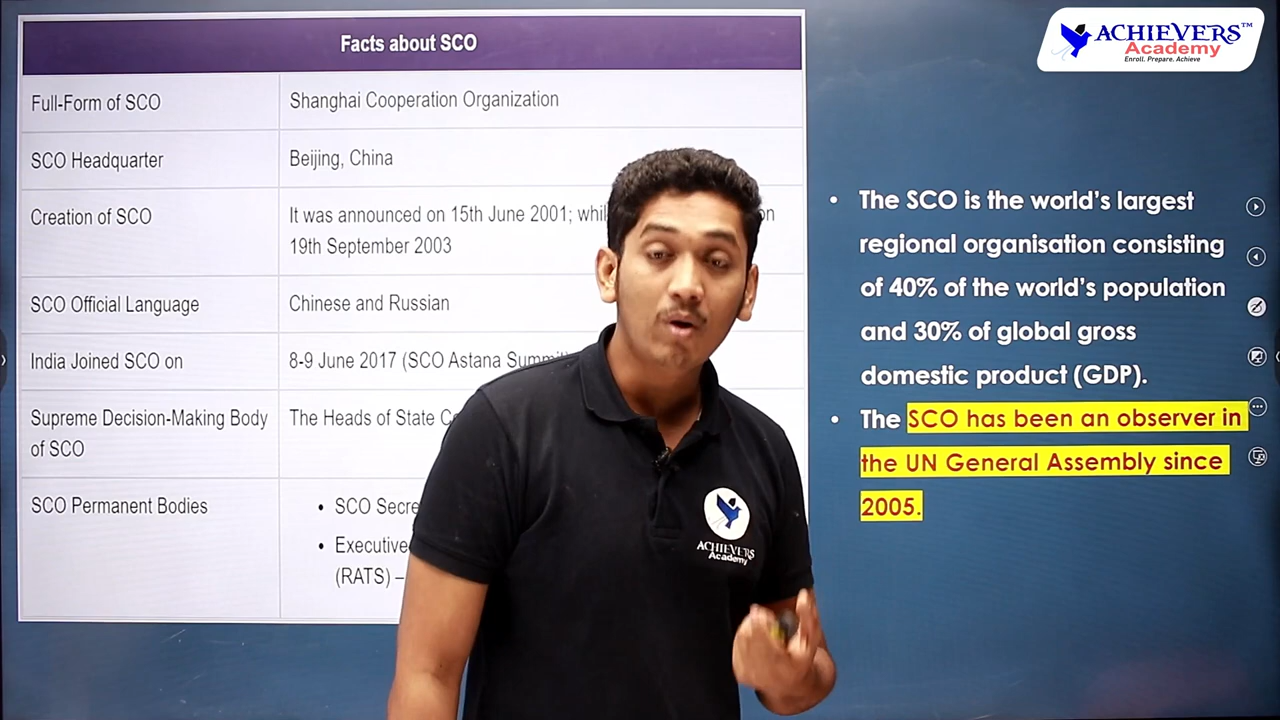 ACHIEVERS™
Academy
Enroll. Prepare. Achieve
Facts about SCO
Full-Form of SCO
Shanghai Cooperation Organization
SCO Headquarter
Beijing, China
Creation of SCO
It was announced on 15th June 2001; on
19th September 2003
SCO Official Language
Chinese and Russian
India Joined SCO on
8-9 June 2017 (SCO Astana
Supreme Decision-Making Body
of SCO
The Heads of State
SCO Permanent Bodies
• SCO
• Executive
(RATS) –
• The SCO is the world's largest
regional organisation consisting
of 40% of the world's population
and 30% of global gross
domestic product (GDP).
• The SCO has been an observer in
the UN General Assembly since
2005.
ACHIEVERS
Academy